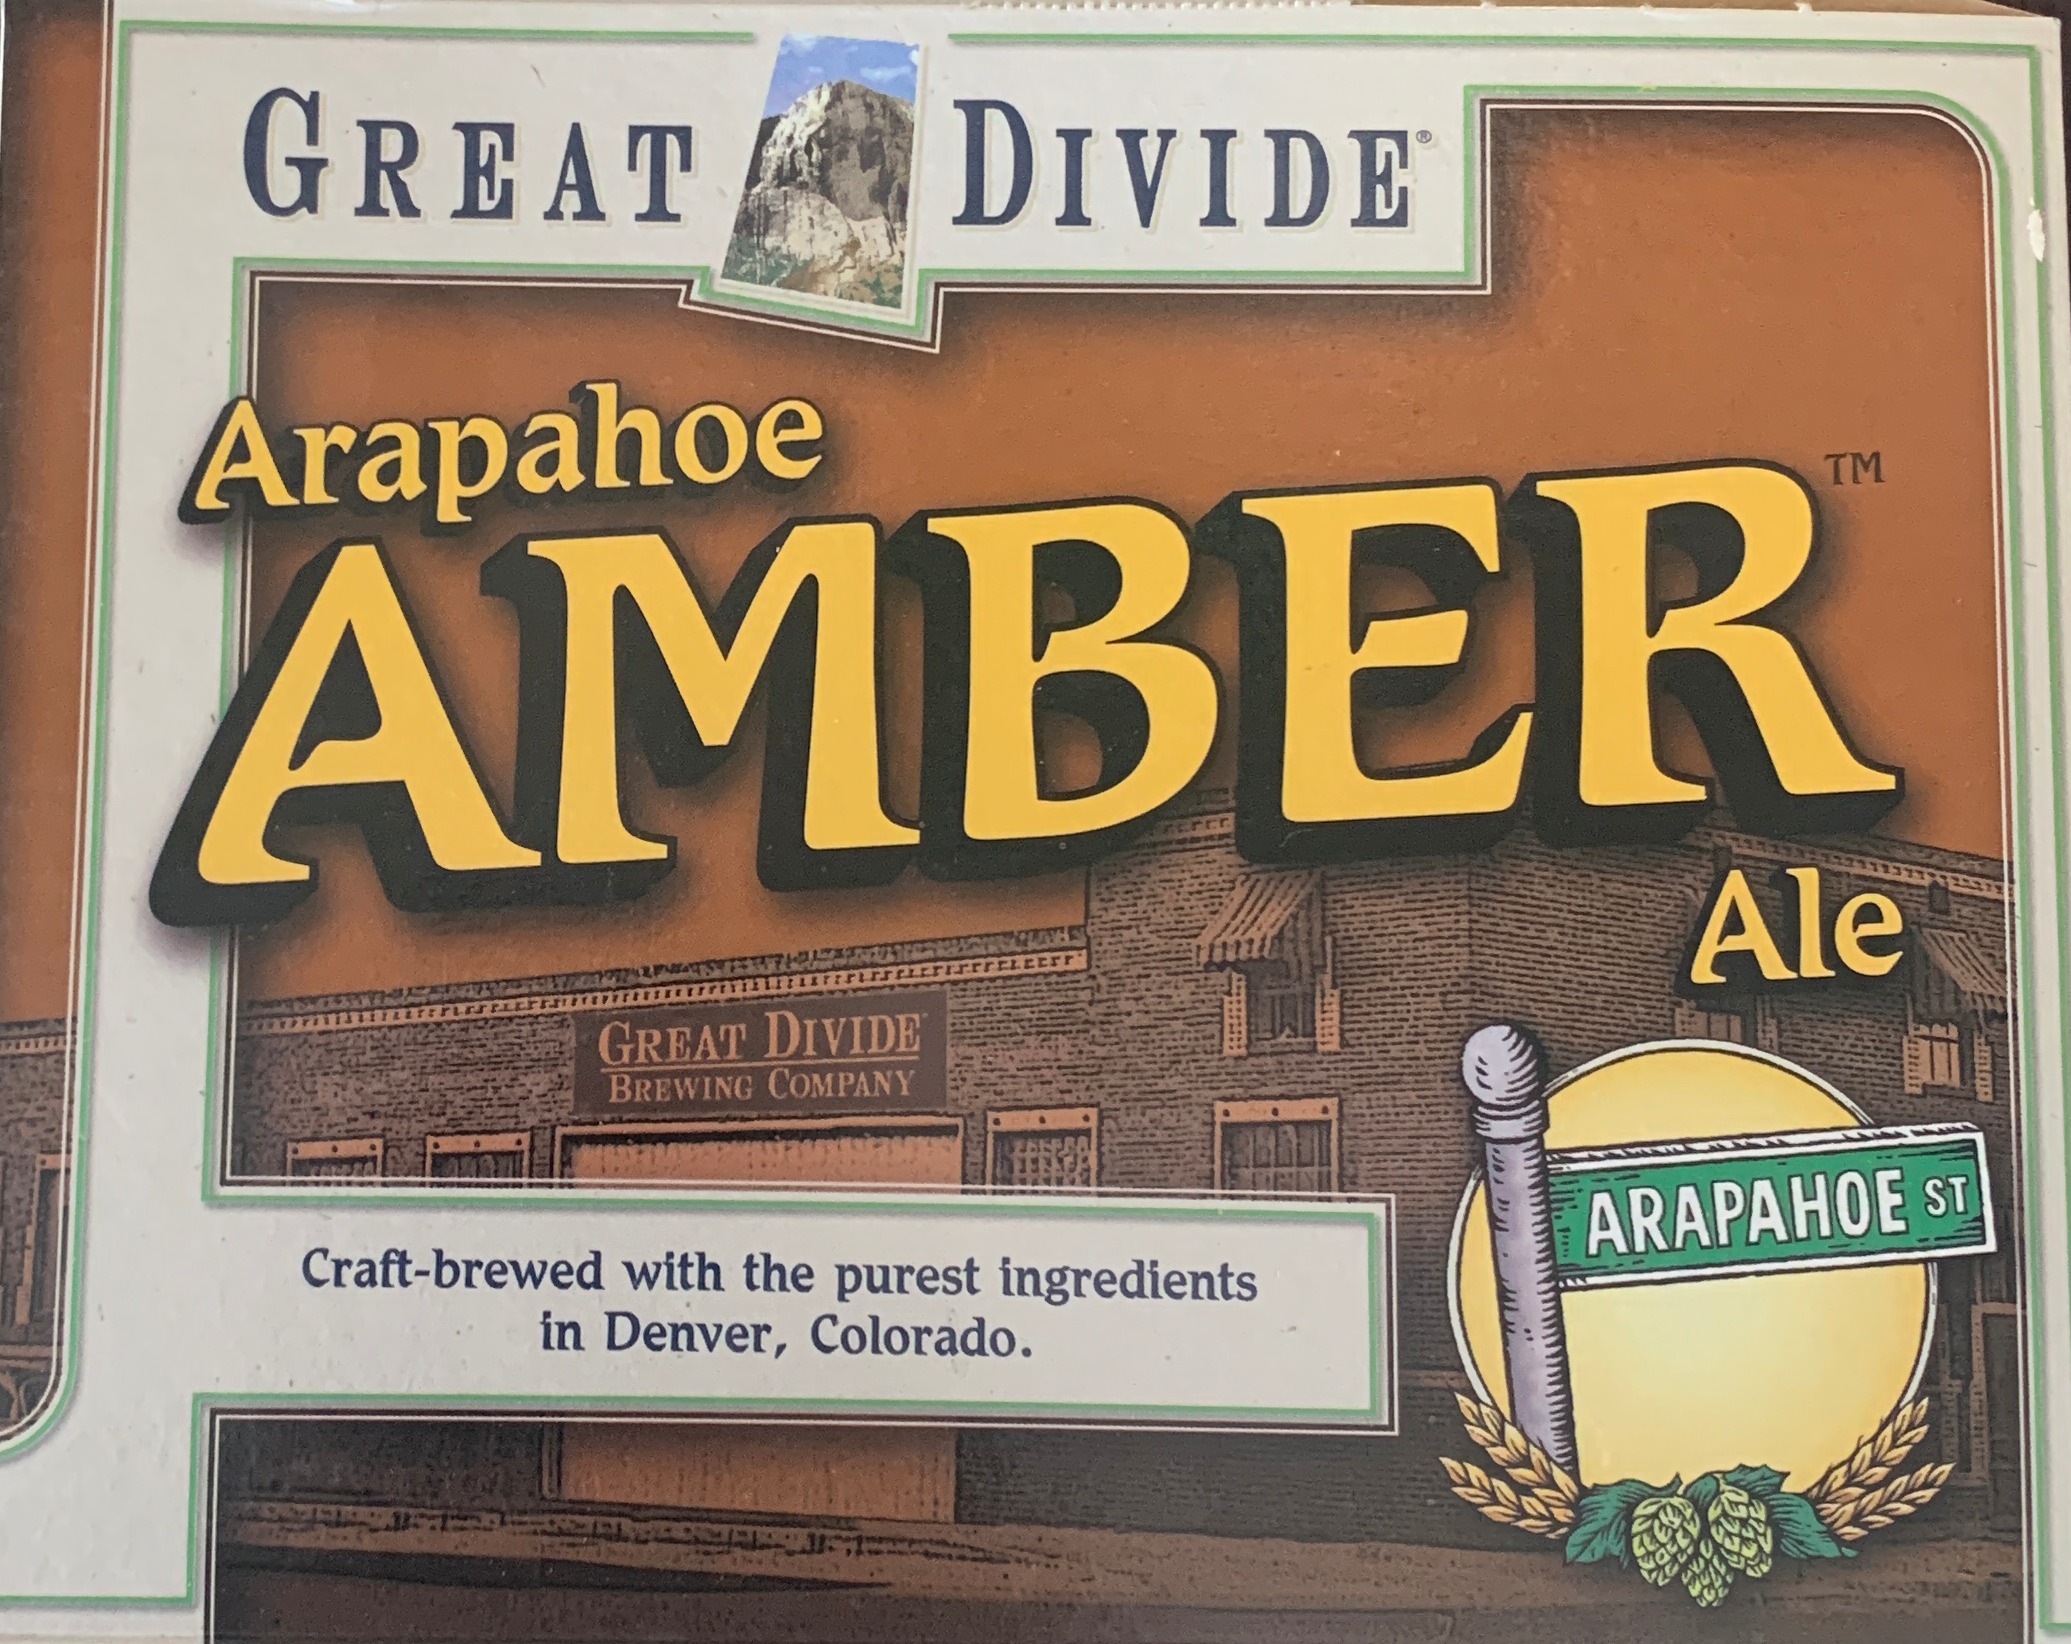 GREAT DIVIDE®
Arapahoe
AMBER™
Ale
GREAT DIVIDE
BREWING COMPANY
ARAPAHOE ST
Craft-brewed with the purest ingredients
in Denver, Colorado.